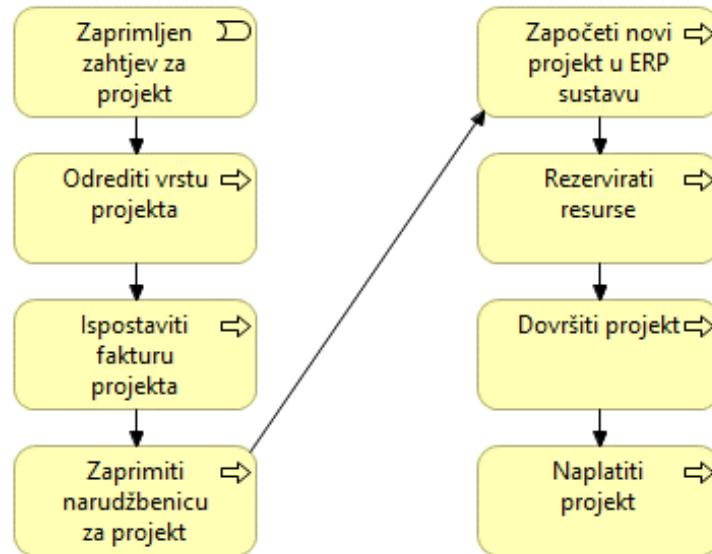 Zaprimljen
zahtjev za
projekt
Odrediti vrstu
projekta
Ispostaviti
fakturu
projekta
Zaprimiti
narudžbenicu
za projekt
Započeti novi
projekt u ERP
sustavu
Rezervirati
resurse
Dovršiti projekt
Naplatiti
projekt